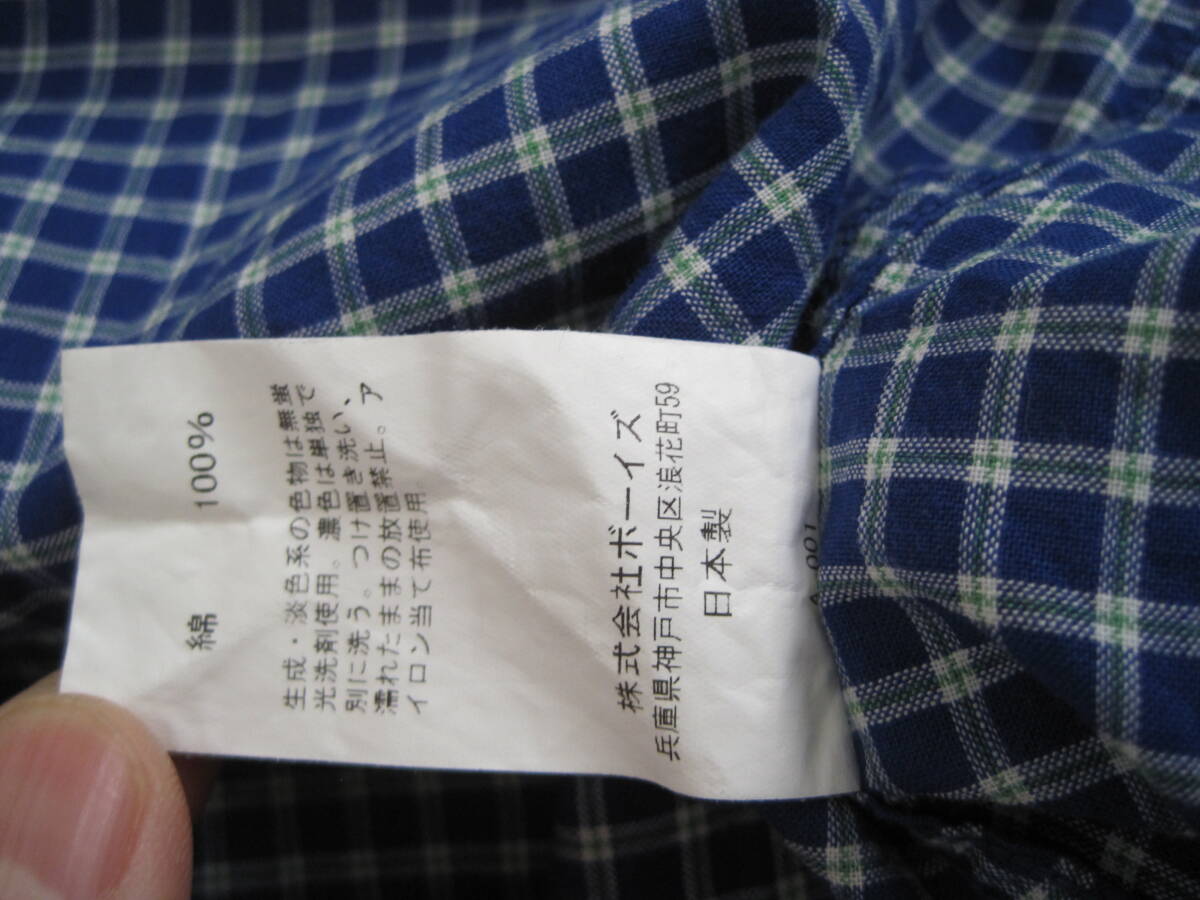 綿 100%
生成・淡色系の色物は無蛍
光洗剤使用。濃色は単独で
別に洗う。つけ置き洗い、
濡れたままの放置禁止。ア
イロン当て布使用
株式会社ボーイズ
兵庫県神戸市中央区浪花町59
日本製
A 001